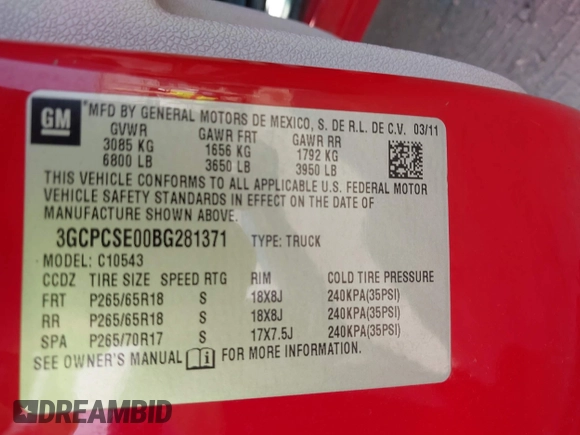 GM
*MFD BY GENERAL MOTORS DE MEXICO, S. DE R.L. DE C.V. 03/11
GVWR GAWR FRT GAWR RR
3085 KG 1656 KG 1792 KG
6800 LB 3650 LB 3950 LB
THIS VEHICLE CONFORMS TO ALL APPLICABLE U.S. FEDERAL MOTOR
VEHICLE SAFETY STANDARDS IN EFFECT ON THE DATE OF
MANUFACTURE SHOWN ABOVE.
3GCPCSE00BG281371 TYPE: TRUCK
MODEL: C10543
CCDZ TIRE SIZE SPEED RTG RIM COLD TIRE PRESSURE
FRT P265/65R18 S 18X8J 240KPA(35PSI)
RR P265/65R18 S 18X8J 240KPA(35PSI)
SPA P265/70R17 S 17X7.5J 240KPA(35PSI)
SEE OWNER'S MANUAL FOR MORE INFORMATION.
DREAMBID